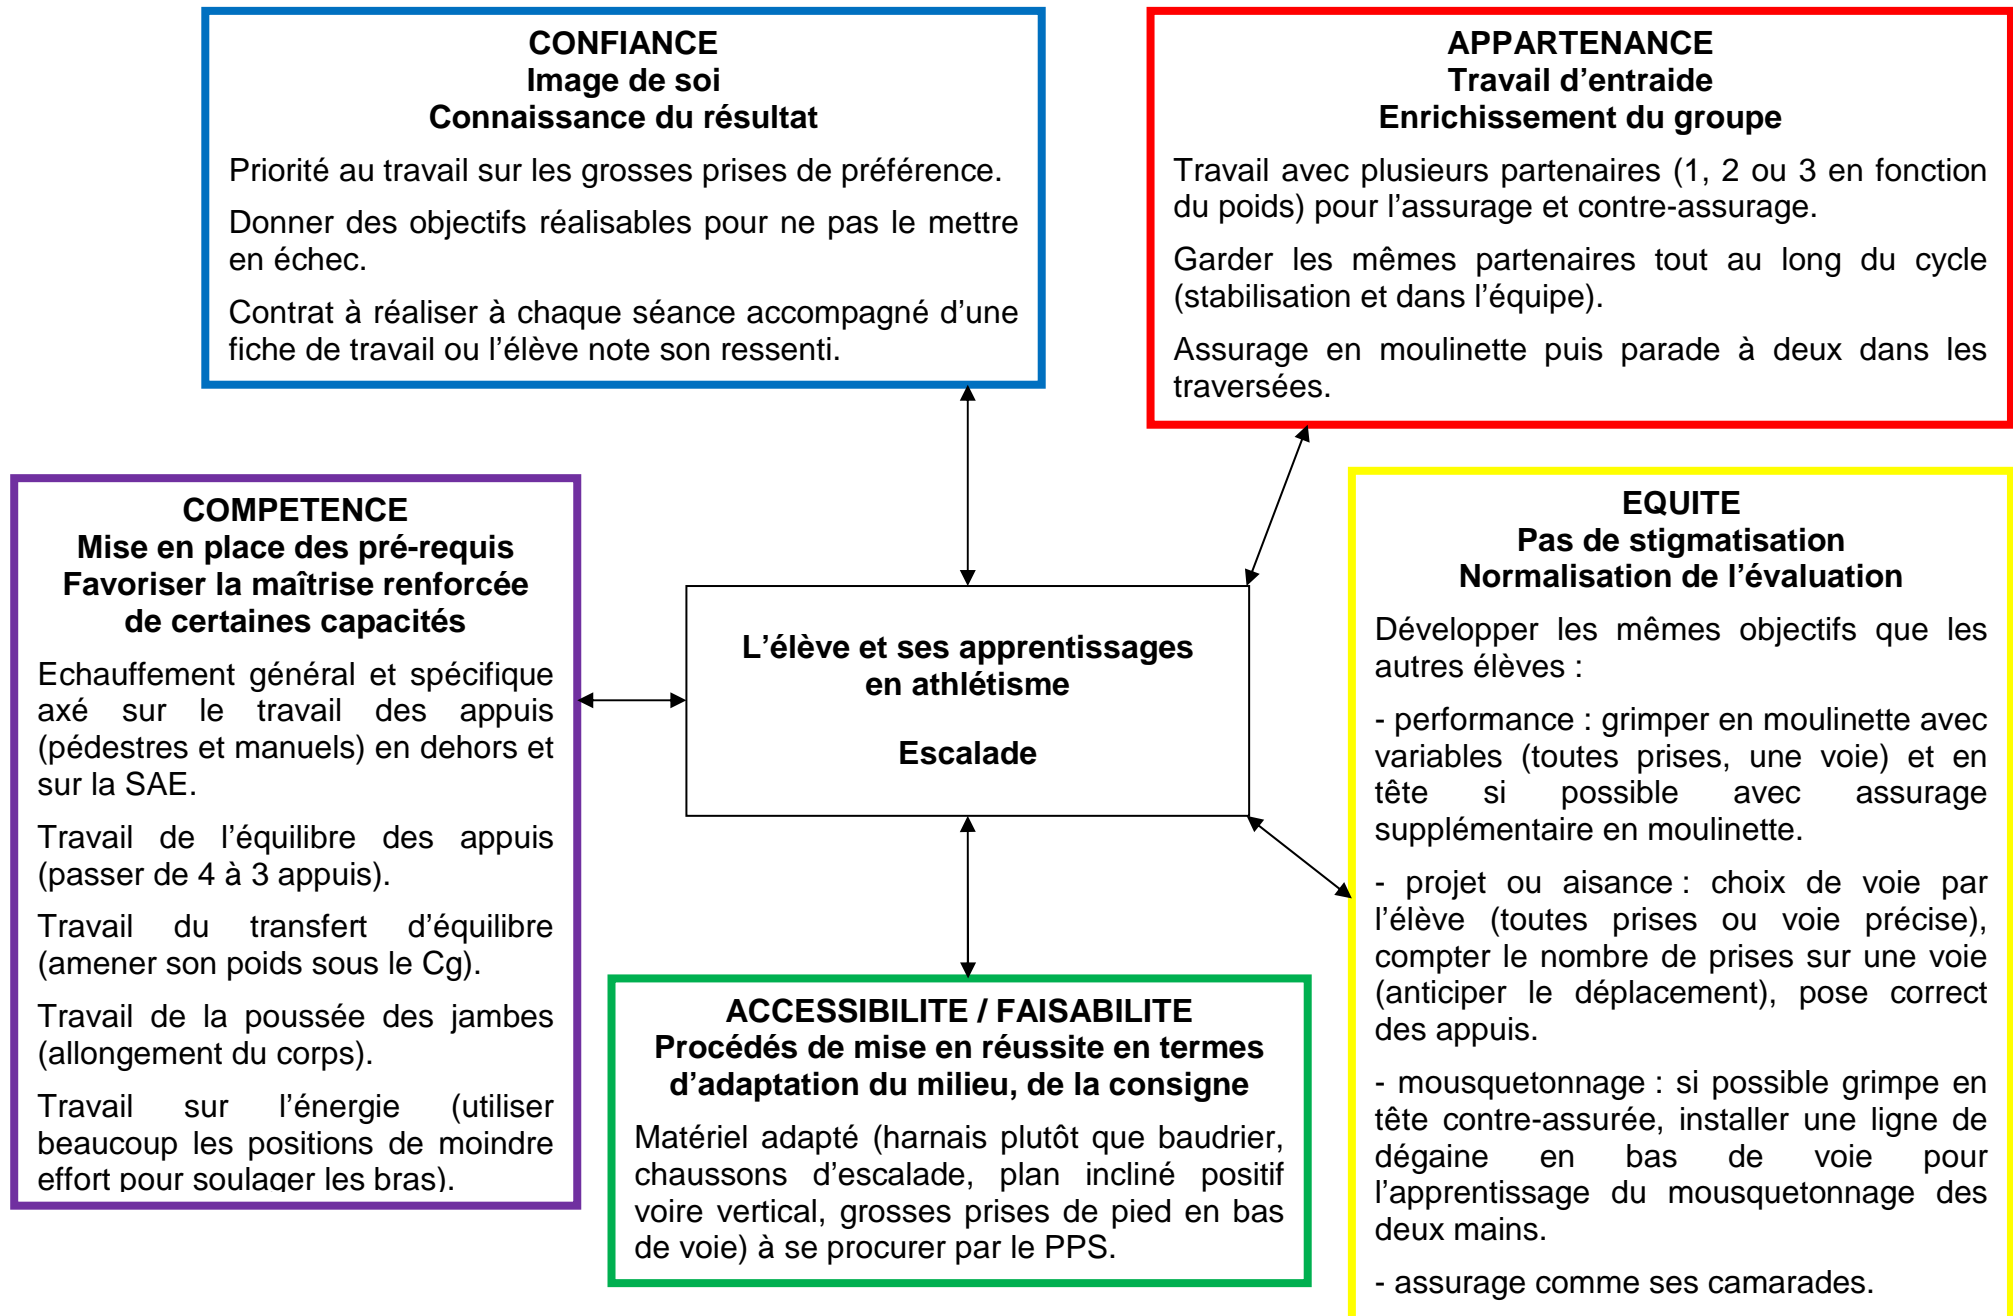 CONFIANCE
Image de soi
Connaissance du résultat
Priorité au travail sur les grosses prises de préférence.
Donner des objectifs réalisables pour ne pas le mettre
en échec.
Contrat à réaliser à chaque séance accompagné d’une
fiche de travail ou l’élève note son ressenti.
APPARTENANCE
Travail d’entraide
Enrichissement du groupe
Travail avec plusieurs partenaires (1, 2 ou 3 en fonction
du poids) pour l’assurage et contre-assurage.
Garder les mêmes partenaires tout au long du cycle
(stabilisation et dans l’équipe).
Assurage en moulinette puis parade à deux dans les
traversées.
COMPETENCE
Mise en place des pré-requis
Favoriser la maîtrise renforcée
de certaines capacités
Echauffement général et spécifique
axé sur le travail des appuis
(pédestres et manuels) en dehors et
sur la SAE.
Travail de l’équilibre des appuis
(passer de 4 à 3 appuis).
Travail du transfert d’équilibre
(amener son poids sous le Cg).
Travail de la poussée des jambes
(allongement du corps).
Travail sur l’énergie (utiliser
beaucoup les positions de moindre
effort pour soulager les bras).
L’élève et ses apprentissages
en athlétisme
Escalade
EQUITE
Pas de stigmatisation
Normalisation de l’évaluation
Développer les mêmes objectifs que les
autres élèves :
- performance : grimper en moulinette avec
variables (toutes prises, une voie) et en
tête si possible avec assurage
supplémentaire en moulinette.
- projet ou aisance : choix de voie par
l’élève (toutes prises ou voie précise),
compter le nombre de prises sur une voie
(anticiper le déplacement), pose correct
des appuis.
- mousquetonnage : si possible grimpe en
tête contre-assurée, installer une ligne de
dégaine en bas de voie pour
l’apprentissage du mousquetonnage des
deux mains.
- assurage comme ses camarades.
ACCESSIBILITE / FAISABILITE
Procédés de mise en réussite en termes
d’adaptation du milieu, de la consigne
Matériel adapté (harnais plutôt que baudrier,
chaussons d’escalade, plan incliné positif
voire vertical, grosses prises de pied en bas
de voie) à se procurer par le PPS.